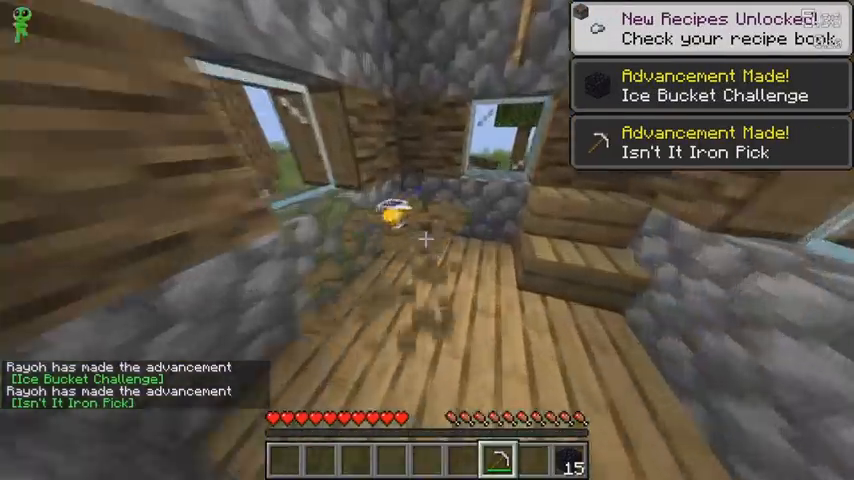 New Recipes Unlocked!
Check your recipe book
Advancement Made!
Ice Bucket Challenge
Advancement Made!
Isn't It Iron Pick
Rayoh has made the advancement
[Ice Bucket Challenge]
Rayoh has made the advancement
[Isn't It Iron Pick]
15